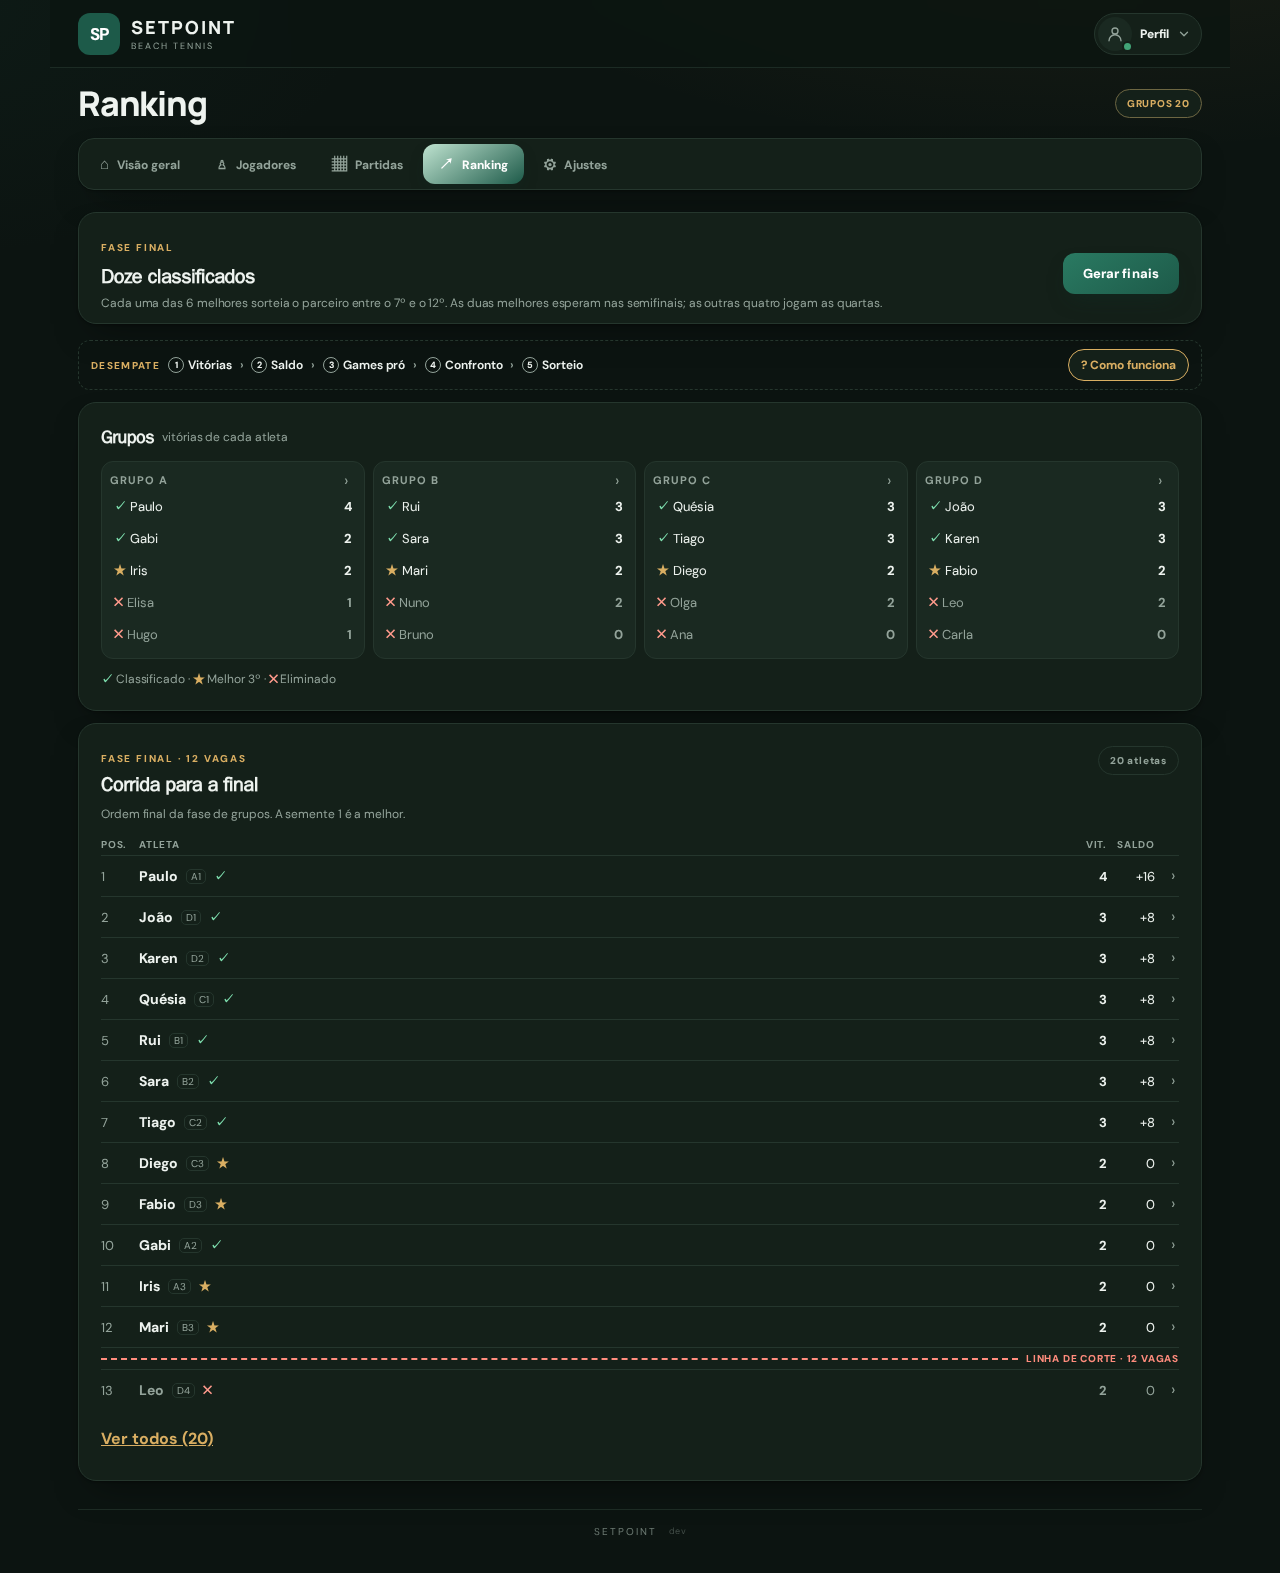 SP SETPOINT
BEACH TENNIS
Perfil
Ranking
GRUPOS 20
Visão geral Jogadores Partidas Ranking Ajustes
FASE FINAL
Doze classificados
Cada uma das 6 melhores sorteia o parceiro entre o 7º e o 12º. As duas melhores esperam nas semifinais; as outras quatro jogam as quartas.
Gerar finais
DESEMPATE 1 Vitórias › 2 Saldo › 3 Games pró › 4 Confronto › 5 Sorteio
? Como funciona
Grupos vitórias de cada atleta
GRUPO A ›
✓ Paulo 4
✓ Gabi 2
★ Iris 2
✕ Elisa 1
✕ Hugo 1
GRUPO B ›
✓ Rui 3
✓ Sara 3
★ Mari 2
✕ Nuno 2
✕ Bruno 0
GRUPO C ›
✓ Quésia 3
✓ Tiago 3
★ Diego 2
✕ Olga 2
✕ Ana 0
GRUPO D ›
✓ João 3
✓ Karen 3
★ Fabio 2
✕ Leo 2
✕ Carla 0
✓ Classificado · ★ Melhor 3º · ✕ Eliminado
FASE FINAL · 12 VAGAS
20 atletas
Corrida para a final
Ordem final da fase de grupos. A semente 1 é a melhor.
POS. ATLETA VIT. SALDO
1 Paulo A1 ✓ 4 +16 ›
2 João D1 ✓ 3 +8 ›
3 Karen D2 ✓ 3 +8 ›
4 Quésia C1 ✓ 3 +8 ›
5 Rui B1 ✓ 3 +8 ›
6 Sara B2 ✓ 3 +8 ›
7 Tiago C2 ✓ 3 +8 ›
8 Diego C3 ★ 2 0 ›
9 Fabio D3 ★ 2 0 ›
10 Gabi A2 ✓ 2 0 ›
11 Iris A3 ★ 2 0 ›
12 Mari B3 ★ 2 0 ›
LINHA DE CORTE · 12 VAGAS
13 Leo D4 ✕ 2 0 ›
Ver todos (20)
SETPOINT dev